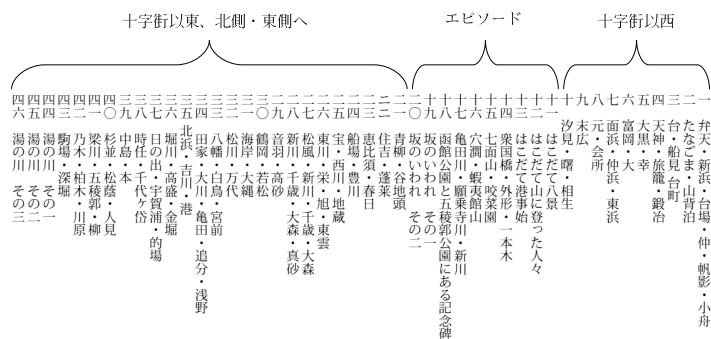 十字街以西
一 弁天・新浜・台場・仲・帆影・小舟
二 たなごま・山背泊
三 台・船見 台町
四 天神・旅籠・鍛冶
五 大黒・幸
六 富岡・大
七 面浜・仲浜・東浜
八 元・会所
九 末広
十 汐見・曙・相生
エピソード
十一 はこだて八景
十二 はこだて山に登った人々
十三 はこだて港事始
十四 衆国橋・外形・一本木
十五 七面山・咬菜園
十六 穴澗・蝦夷館山
十七 亀田川・願乗寺川・新川
十八 函館公園と五稜郭公園にある記念碑
十九 坂のいわれ その一
二〇 坂のいわれ その二
十字街以東、北側・東側へ
二一 青柳・谷地頭
二二 住吉・蓬莱
二三 恵比須・春日
二四 船場・豊川
二五 宝・西川・地蔵
二六 東川・栄・旭・東雲
二七 松風・新川・千歳・大森
二八 新川・千歳・大森・真砂
二九 音羽・高砂
三〇 鶴岡・若松
三一 海岸・大縄
三二 松川・万代
三三 八幡・白鳥・宮前
三四 田家・大川・亀田・追分・浅野
三五 北浜・吉川・港
三六 堀川・高盛・金堀
三七 日の出・宇賀浦・的場
三八 時任・千代ヶ岱
三九 中島・本
四〇 杉並・松蔭・人見
四一 梁川・五稜郭・柳
四二 乃木・柏木・川原
四三 駒場・深堀
四四 湯の川 その一
四五 湯の川 その二
四六 湯の川 その三